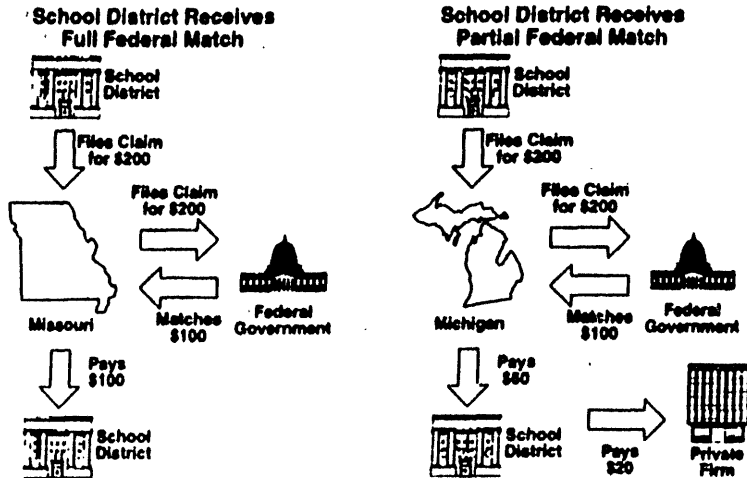 School District Receives
Full Federal Match
School
District
Files Claim
for $200
Files Claim
for $200
Missouri
Matches
$100
Federal
Government
Pays
$100
School
District
School District Receives
Partial Federal Match
School
District
Files Claim
for $200
Files Claim
for $200
Michigan
Matches
$100
Federal
Government
Pays
$60
School
District
Pays
$20
Private
Firm